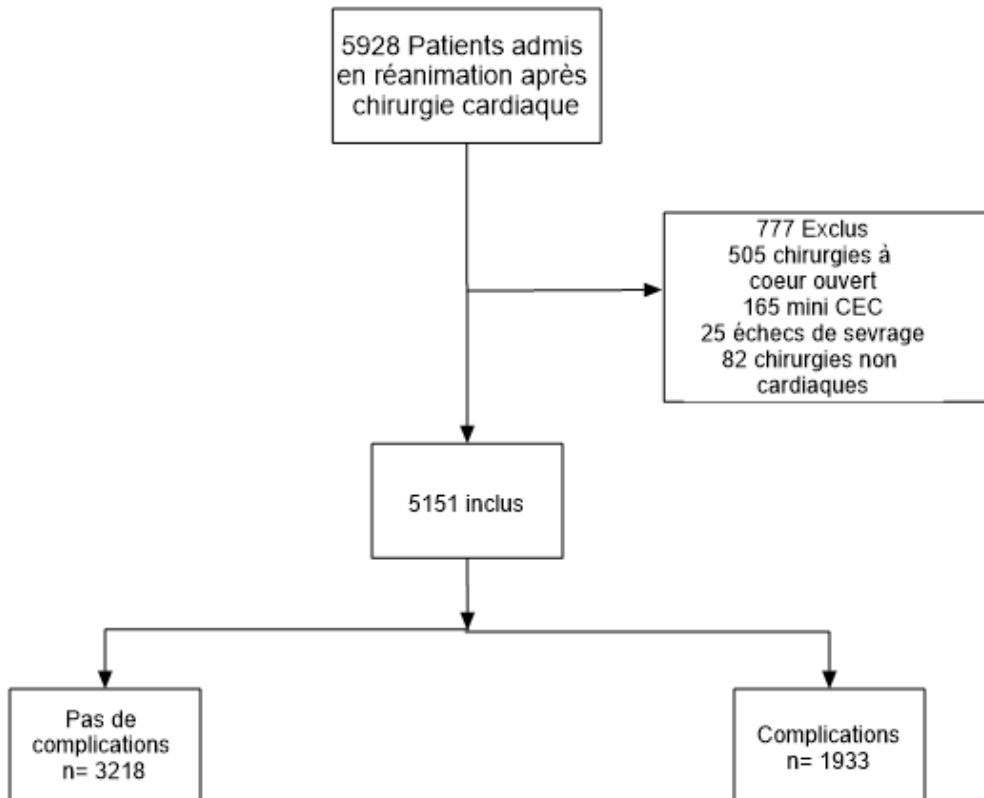 5928 Patients admis
en réanimation après
chirurgie cardiaque
777 Exclus
505 chirurgies à
coeur ouvert
165 mini CEC
25 échecs de sevrage
82 chirurgies non
cardiaques
5151 inclus
Pas de
complications
n= 3218
Complications
n= 1933